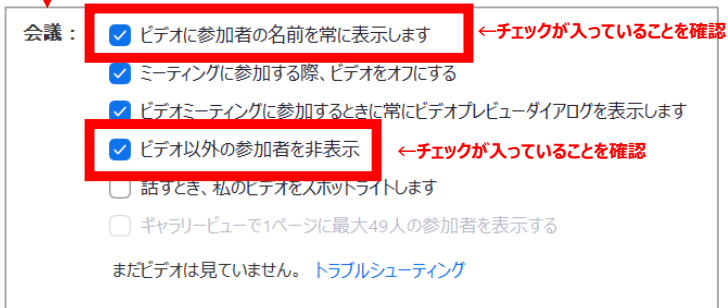 会議： ビデオに参加者の名前を常に表示します ←チェックが入っていることを確認
ミーティングに参加する際、ビデオをオフにする
ビデオミーティングに参加するときに常にビデオプレビューダイアログを表示します
ビデオ以外の参加者を非表示 ←チェックが入っていることを確認
話すとき、私のビデオをスポットライトします
ギャラリービューで1ページに最大49人の参加者を表示する
まだビデオは見ていません。 トラブルシューティング